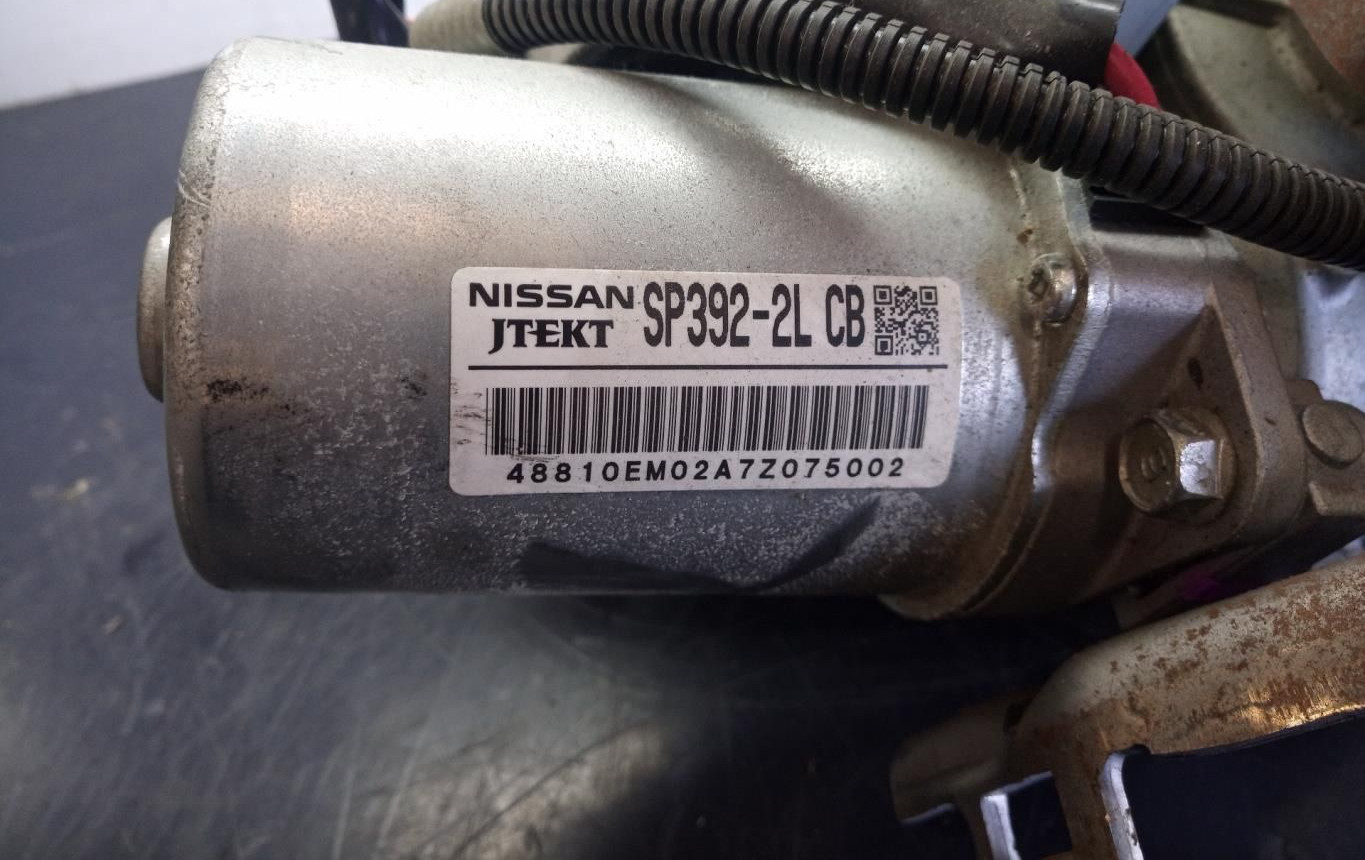 NISSAN SP392-2L CB
JTEKT
48810EM02A7Z075002